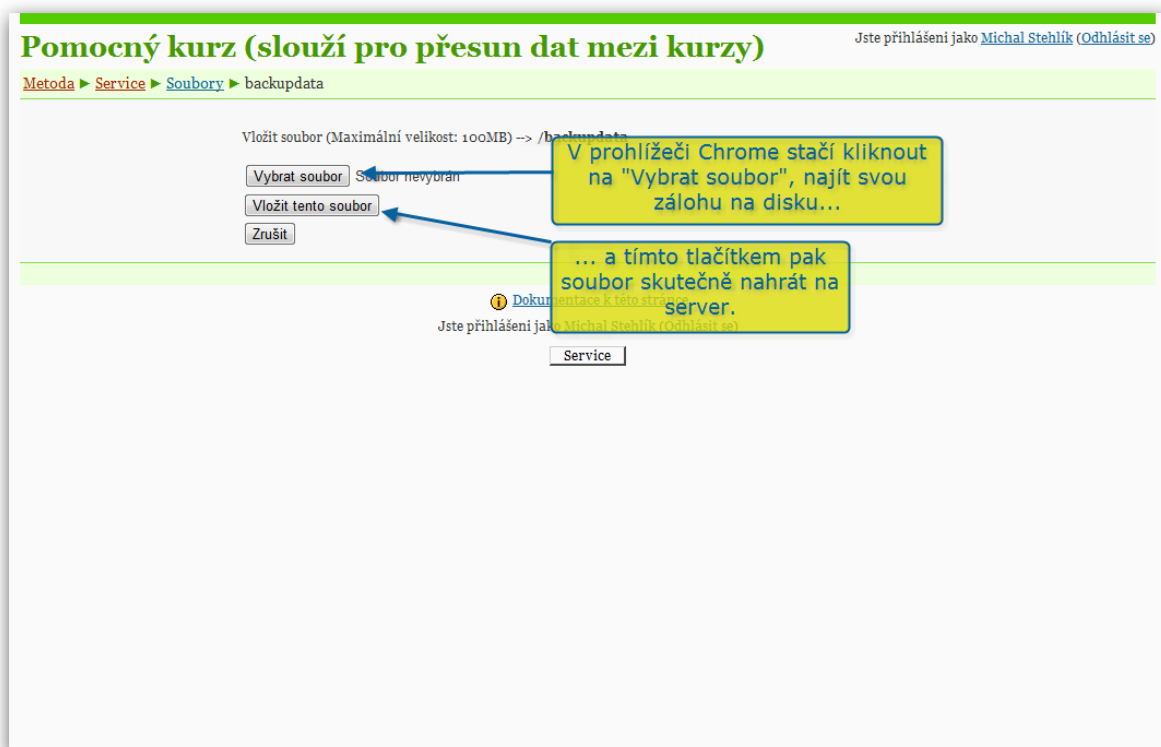 Pomocný kurz (slouží pro přesun dat mezi kurzy)
Jste přihlášeni jako Michal Stehlík (Odhlásit se)
Metoda ► Service ► Soubory ► backupdata
Vložit soubor (Maximální velikost: 100MB) --> /backupdata
V prohlížeči Chrome stačí kliknout
na "Vybrat soubor", najít svou
zálohu na disku...
Vybrat soubor Soubor nevybrán
Vložit tento soubor
Zrušit
... a tímto tlačítkem pak
soubor skutečně nahrát na
server.
Dokumentace k této stránce
Jste přihlášeni jako Michal Stehlík (Odhlásit se)
Service